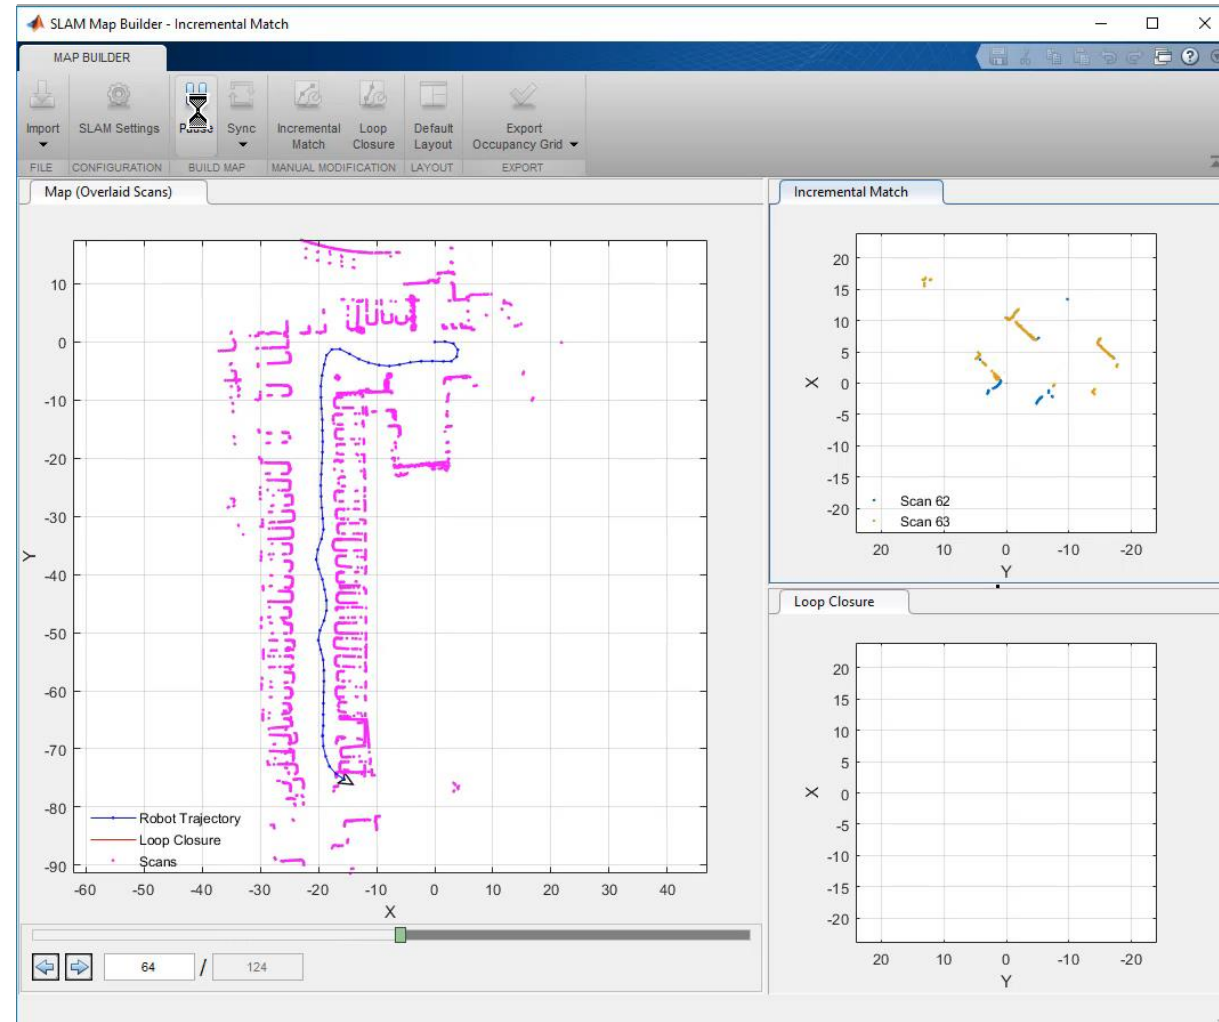 SLAM Map Builder - Incremental Match
MAP BUILDER
Import
SLAM Settings
Pause
Sync
Incremental
Match
Loop
Closure
Default
Layout
Export
Occupancy Grid
FILE
CONFIGURATION
BUILD MAP
MANUAL MODIFICATION
LAYOUT
EXPORT
Map (Overlaid Scans)
10
0
-10
-20
-30
-40
-50
-60
-70
-80
-90
Y
Robot Trajectory
Loop Closure
Scans
-60 -50 -40 -30 -20 -10 0 10 20 30 40
X
64 / 124
Incremental Match
20
15
10
5
0
-5
-10
-15
-20
X
Scan 62
Scan 63
20 10 0 -10 -20
Y
Loop Closure
20
15
10
5
0
-5
-10
-15
-20
X
20 10 0 -10 -20
Y